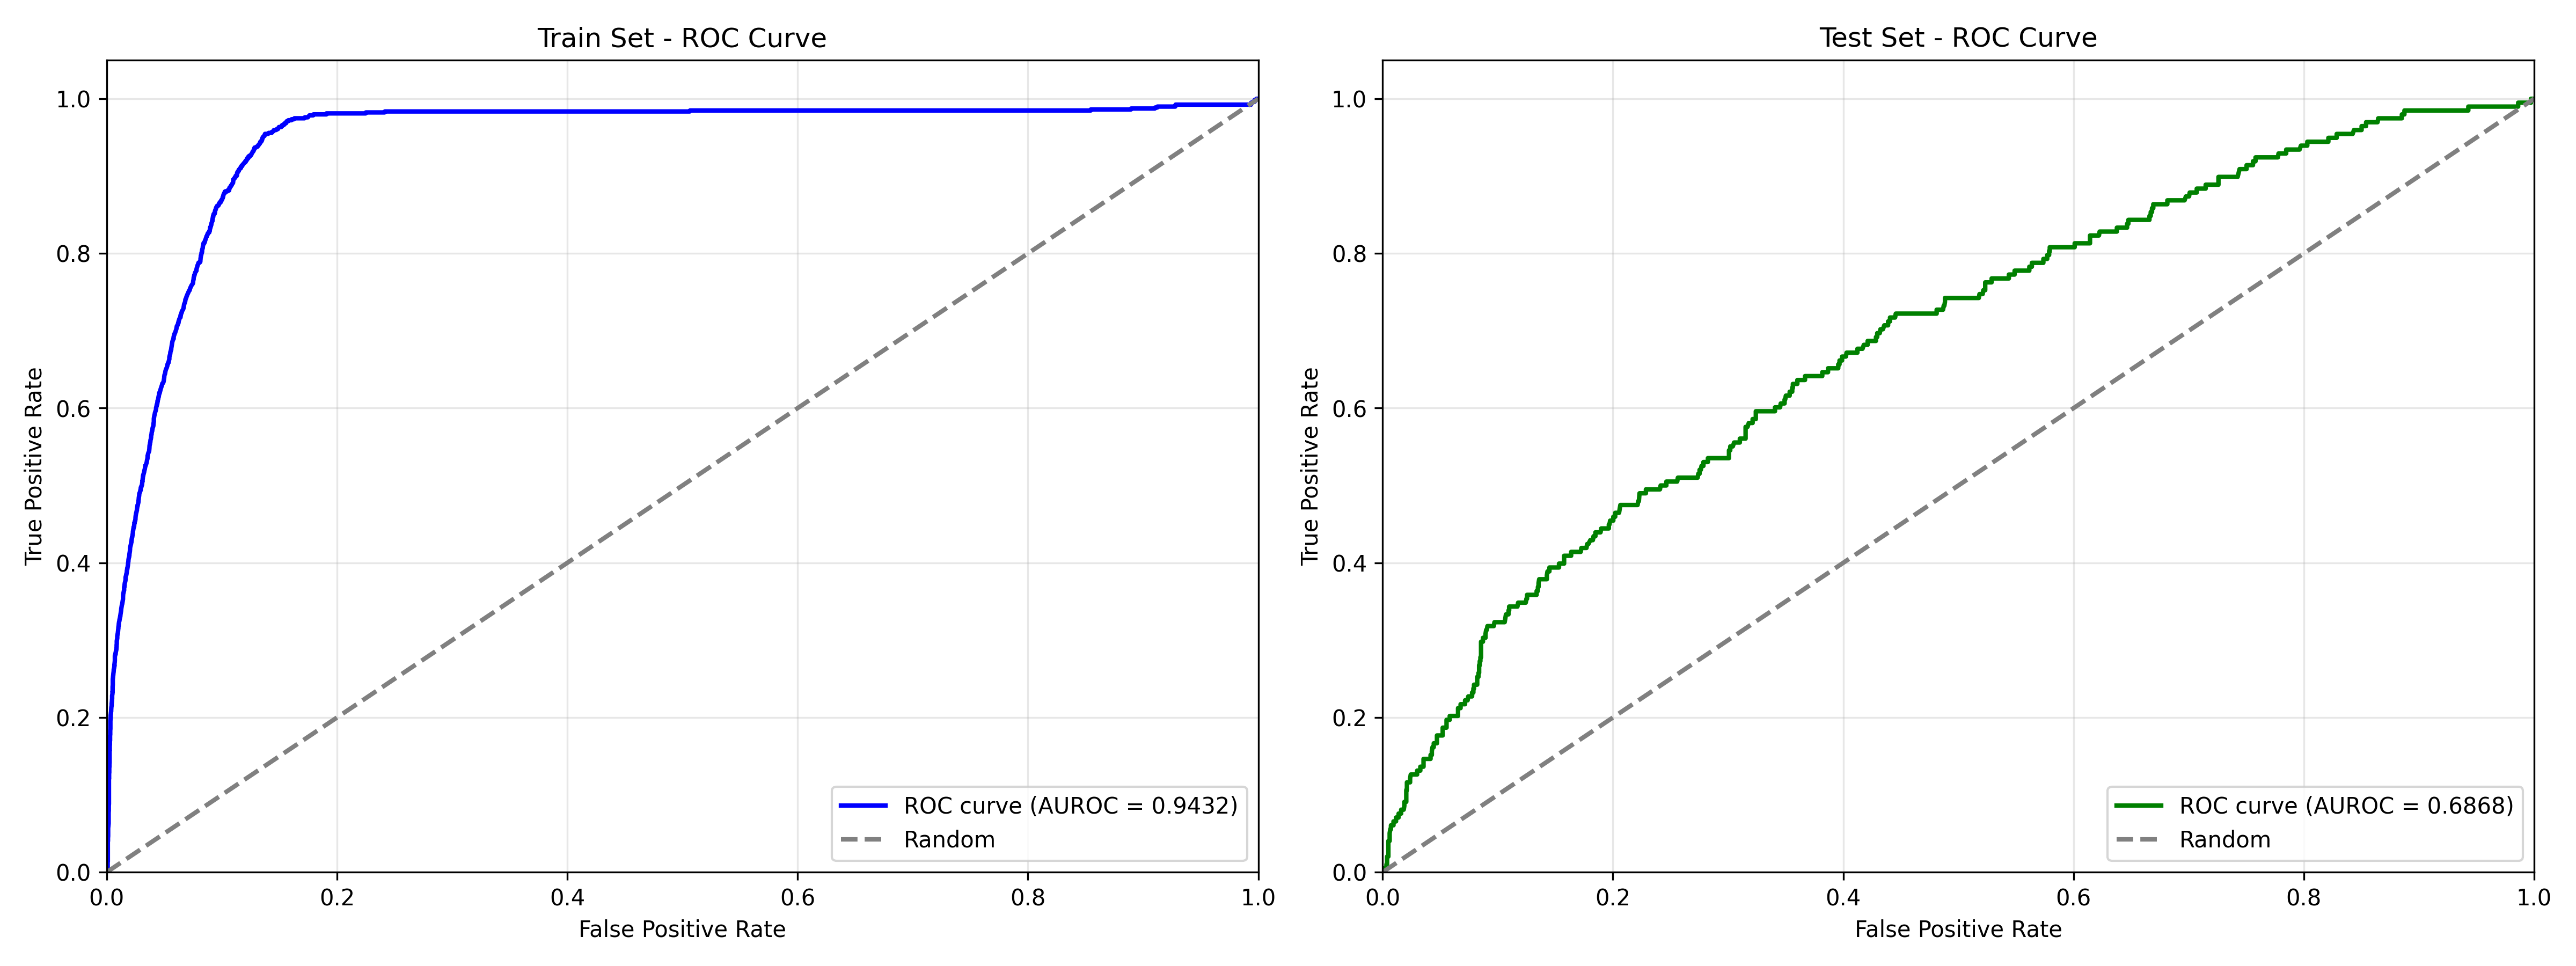 Train Set - ROC Curve
True Positive Rate
1.0
0.8
0.6
0.4
0.2
0.0
ROC curve (AUROC = 0.9432)
Random
0.0 0.2 0.4 0.6 0.8 1.0
False Positive Rate
Test Set - ROC Curve
True Positive Rate
1.0
0.8
0.6
0.4
0.2
0.0
ROC curve (AUROC = 0.6868)
Random
0.0 0.2 0.4 0.6 0.8 1.0
False Positive Rate